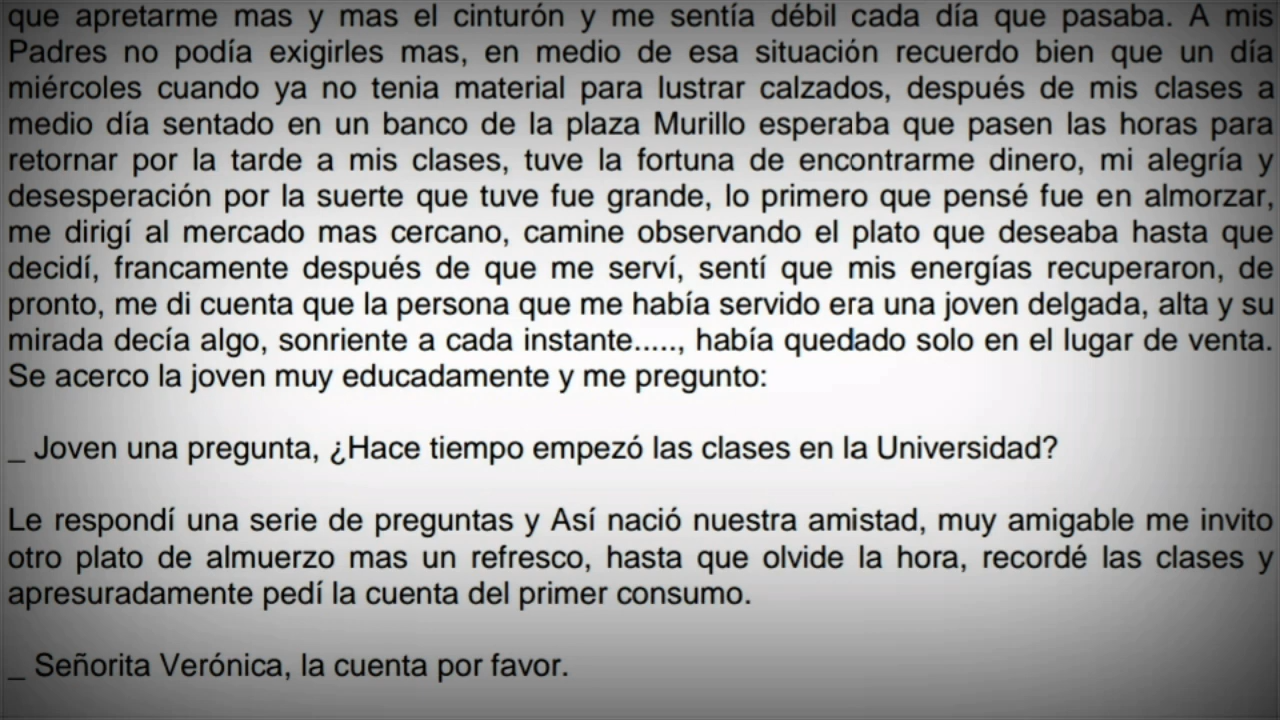 que apretarme mas y mas el cinturón y me sentía débil cada día que pasaba. A mis
Padres no podía exigirles mas, en medio de esa situación recuerdo bien que un día
miércoles cuando ya no tenia material para lustrar calzados, después de mis clases a
medio día sentado en un banco de la plaza Murillo esperaba que pasen las horas para
retornar por la tarde a mis clases, tuve la fortuna de encontrarme dinero, mi alegría y
desesperación por la suerte que tuve fue grande, lo primero que pensé fue en almorzar,
me dirigí al mercado mas cercano, camine observando el plato que deseaba hasta que
decidí, francamente después de que me serví, sentí que mis energías recuperaron, de
pronto, me di cuenta que la persona que me había servido era una joven delgada, alta y su
mirada decía algo, sonriente a cada instante....., había quedado solo en el lugar de venta.
Se acerco la joven muy educadamente y me pregunto:
_ Joven una pregunta, ¿Hace tiempo empezó las clases en la Universidad?
Le respondí una serie de preguntas y Así nació nuestra amistad, muy amigable me invito
otro plato de almuerzo mas un refresco, hasta que olvide la hora, recordé las clases y
apresuradamente pedí la cuenta del primer consumo.
_ Señorita Verónica, la cuenta por favor.